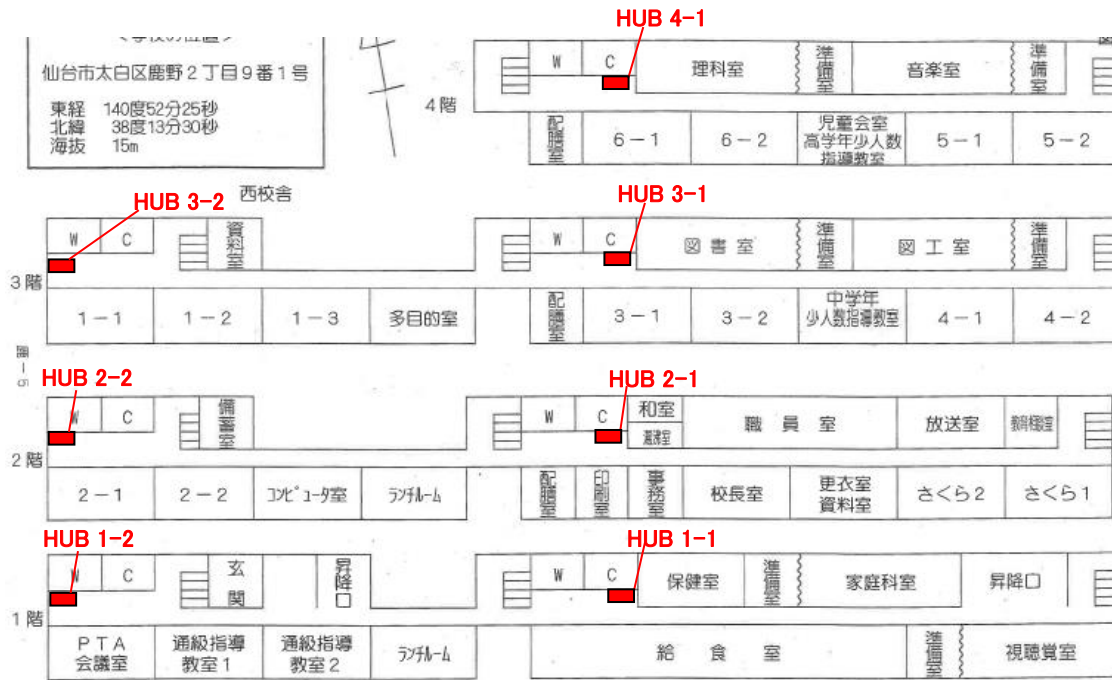 HUB 4-1
仙台市太白区鹿野2丁目9番1号
東経 140度52分25秒
北緯 38度13分30秒
海抜 15m
4階
W C 理科室 準備室 音楽室 準備室
配膳室 6-1 6-2 児童会室 高学年少人数指導教室 5-1 5-2
西校舎
HUB 3-2
HUB 3-1
W C 資料室 W C 図書室 準備室 図工室 準備室
3階
1-1 1-2 1-3 多目的室 配膳室 3-1 3-2 中学年 少人数指導教室 4-1 4-2
HUB 2-2
HUB 2-1
W C 備蓄室 W C 和室 職員室 放送室
2階
2-1 2-2 コンピュータ室 ランチルーム 配膳室 印刷室 事務室 校長室 更衣室 資料室 さくら2 さくら1
HUB 1-2
HUB 1-1
W C 玄関 昇降口 W C 保健室 準備室 家庭科室 昇降口
1階
PTA 会議室 通級指導教室1 通級指導教室2 ランチルーム 給食室 準備室 視聴覚室